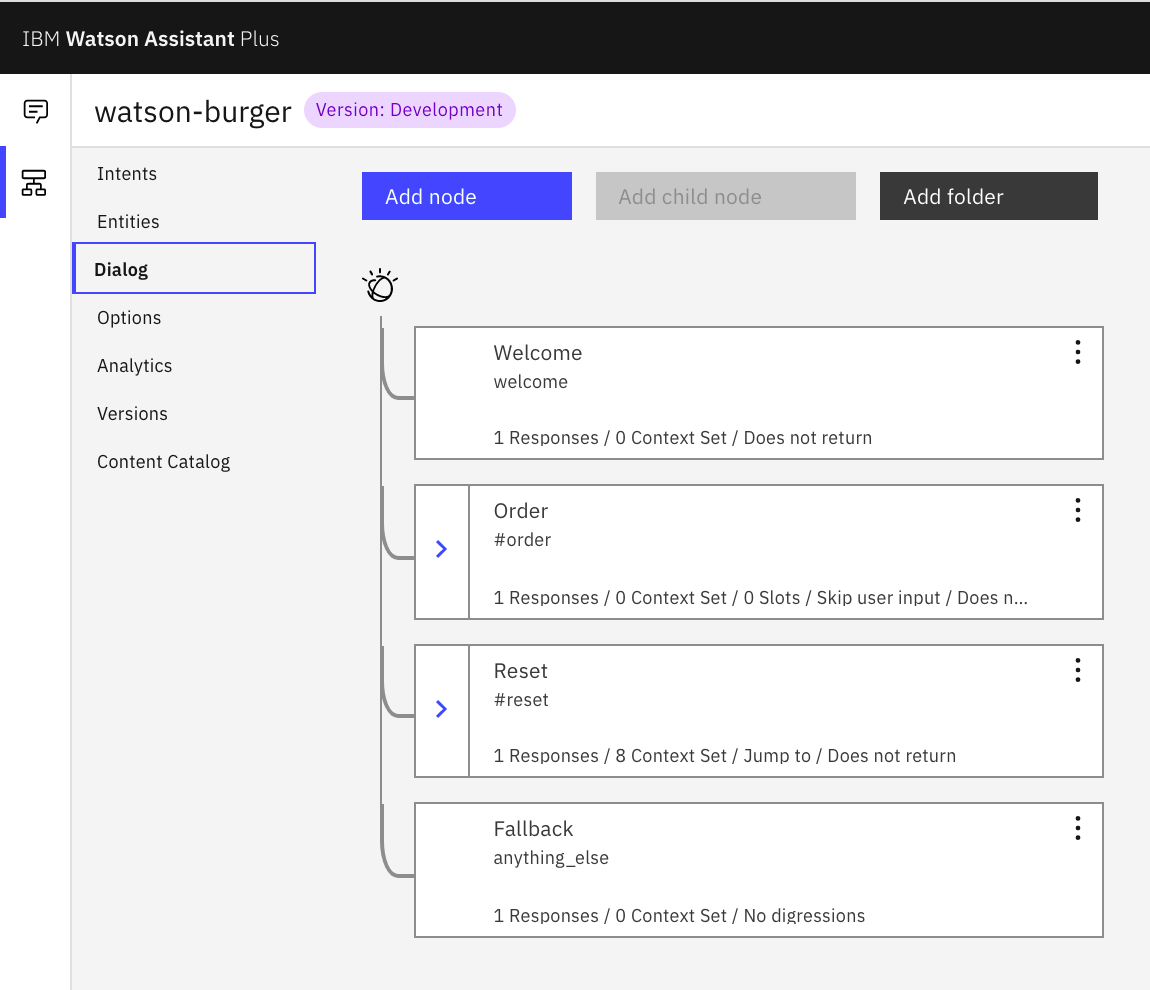 IBM Watson Assistant Plus
watson-burger
Version: Development
Intents
Entities
Dialog
Options
Analytics
Versions
Content Catalog
Add node
Add child node
Add folder
Welcome
welcome
1 Responses / 0 Context Set / Does not return
Order
#order
1 Responses / 0 Context Set / 0 Slots / Skip user input / Does n...
Reset
#reset
1 Responses / 8 Context Set / Jump to / Does not return
Fallback
anything_else
1 Responses / 0 Context Set / No digressions